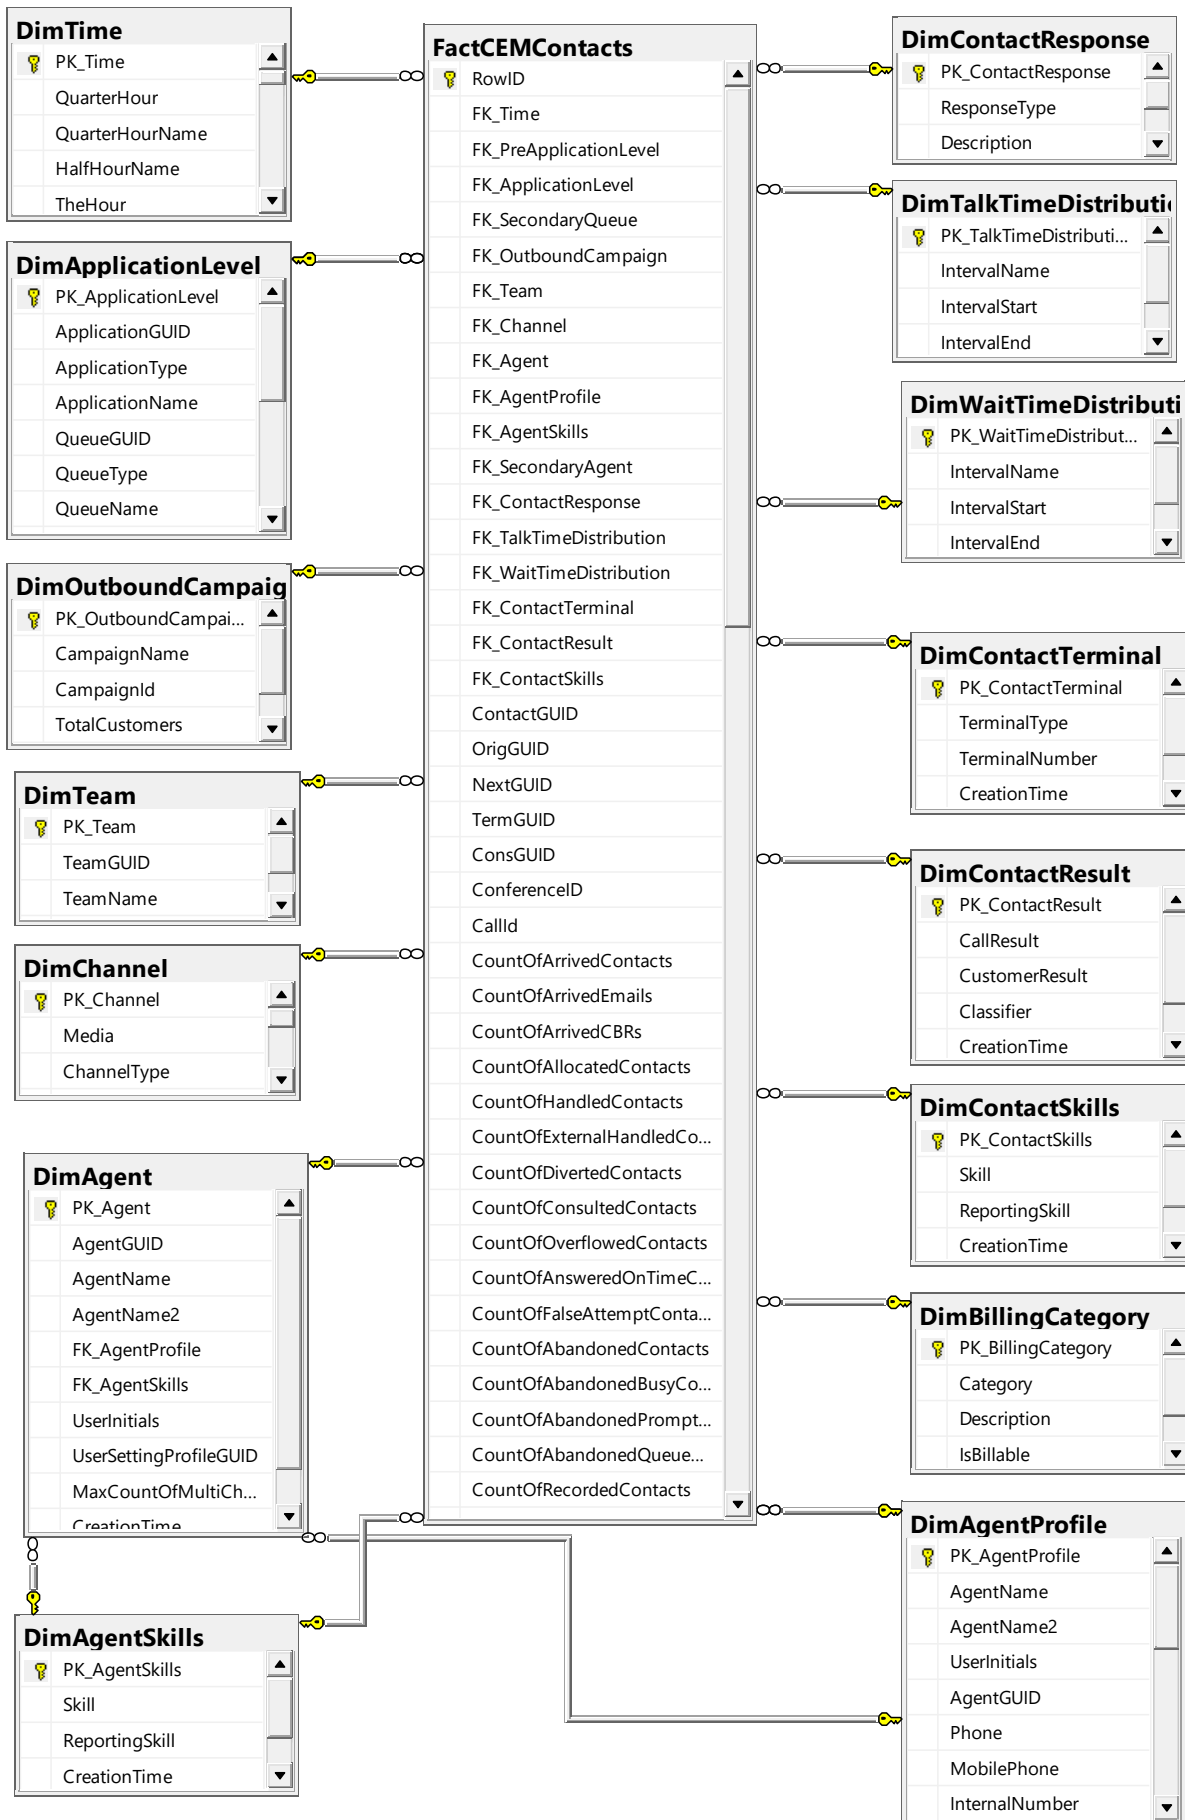 DimTime
PK_Time
QuarterHour
QuarterHourName
HalfHourName
TheHour
DimApplicationLevel
PK_ApplicationLevel
ApplicationGUID
ApplicationType
ApplicationName
QueueGUID
QueueType
QueueName
DimOutboundCampaig
PK_OutboundCampai...
CampaignName
CampaignId
TotalCustomers
DimTeam
PK_Team
TeamGUID
TeamName
DimChannel
PK_Channel
Media
ChannelType
DimAgent
PK_Agent
AgentGUID
AgentName
AgentName2
FK_AgentProfile
FK_AgentSkills
UserInitials
UserSettingProfileGUID
MaxCountOfMultiCh...
CreationTime
DimAgentSkills
PK_AgentSkills
Skill
ReportingSkill
CreationTime
FactCEMContacts
RowID
FK_Time
FK_PreApplicationLevel
FK_ApplicationLevel
FK_SecondaryQueue
FK_OutboundCampaign
FK_Team
FK_Channel
FK_Agent
FK_AgentProfile
FK_AgentSkills
FK_SecondaryAgent
FK_ContactResponse
FK_TalkTimeDistribution
FK_WaitTimeDistribution
FK_ContactTerminal
FK_ContactResult
FK_ContactSkills
ContactGUID
OrigGUID
NextGUID
TermGUID
ConsGUID
ConferenceID
CallId
CountOfArrivedContacts
CountOfArrivedEmails
CountOfArrivedCBRs
CountOfAllocatedContacts
CountOfHandledContacts
CountOfExternalHandledCo...
CountOfDivertedContacts
CountOfConsultedContacts
CountOfOverflowedContacts
CountOfAnsweredOnTimeC...
CountOfFalseAttemptConta...
CountOfAbandonedContacts
CountOfAbandonedBusyCo...
CountOfAbandonedPrompt...
CountOfAbandonedQueue...
CountOfRecordedContacts
DimContactResponse
PK_ContactResponse
ResponseType
Description
DimTalkTimeDistributi
PK_TalkTimeDistributi...
IntervalName
IntervalStart
IntervalEnd
DimWaitTimeDistributi
PK_WaitTimeDistribut...
IntervalName
IntervalStart
IntervalEnd
DimContactTerminal
PK_ContactTerminal
TerminalType
TerminalNumber
CreationTime
DimContactResult
PK_ContactResult
CallResult
CustomerResult
Classifier
CreationTime
DimContactSkills
PK_ContactSkills
Skill
ReportingSkill
CreationTime
DimBillingCategory
PK_BillingCategory
Category
Description
IsBillable
DimAgentProfile
PK_AgentProfile
AgentName
AgentName2
UserInitials
AgentGUID
Phone
MobilePhone
InternalNumber